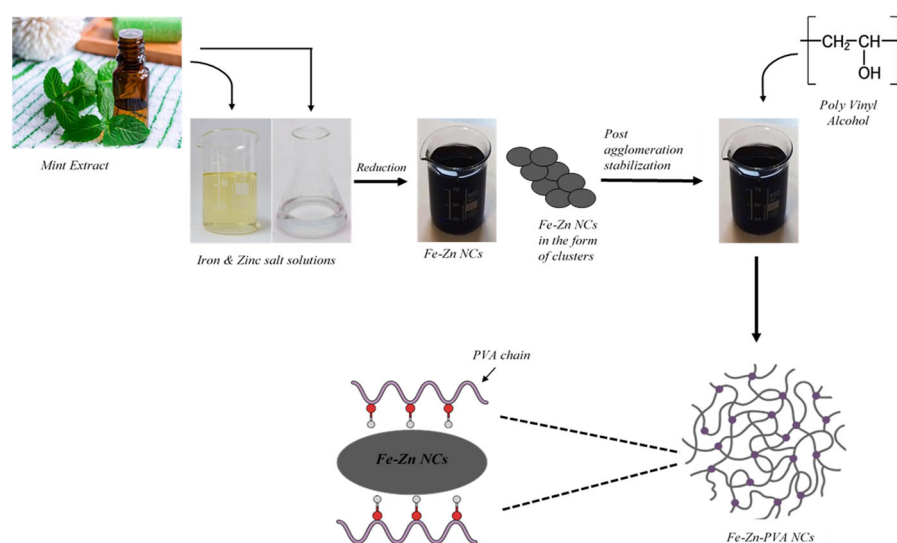 Mint Extract
Iron & Zinc salt solutions
Reduction
Fe-Zn NCs
Fe-Zn NCs
in the form
of clusters
Post
agglomeration
stabilization
CH₂-CH
OH
Poly Vinyl
Alcohol
PVA chain
Fe-Zn NCs
Fe-Zn-PVA NCs